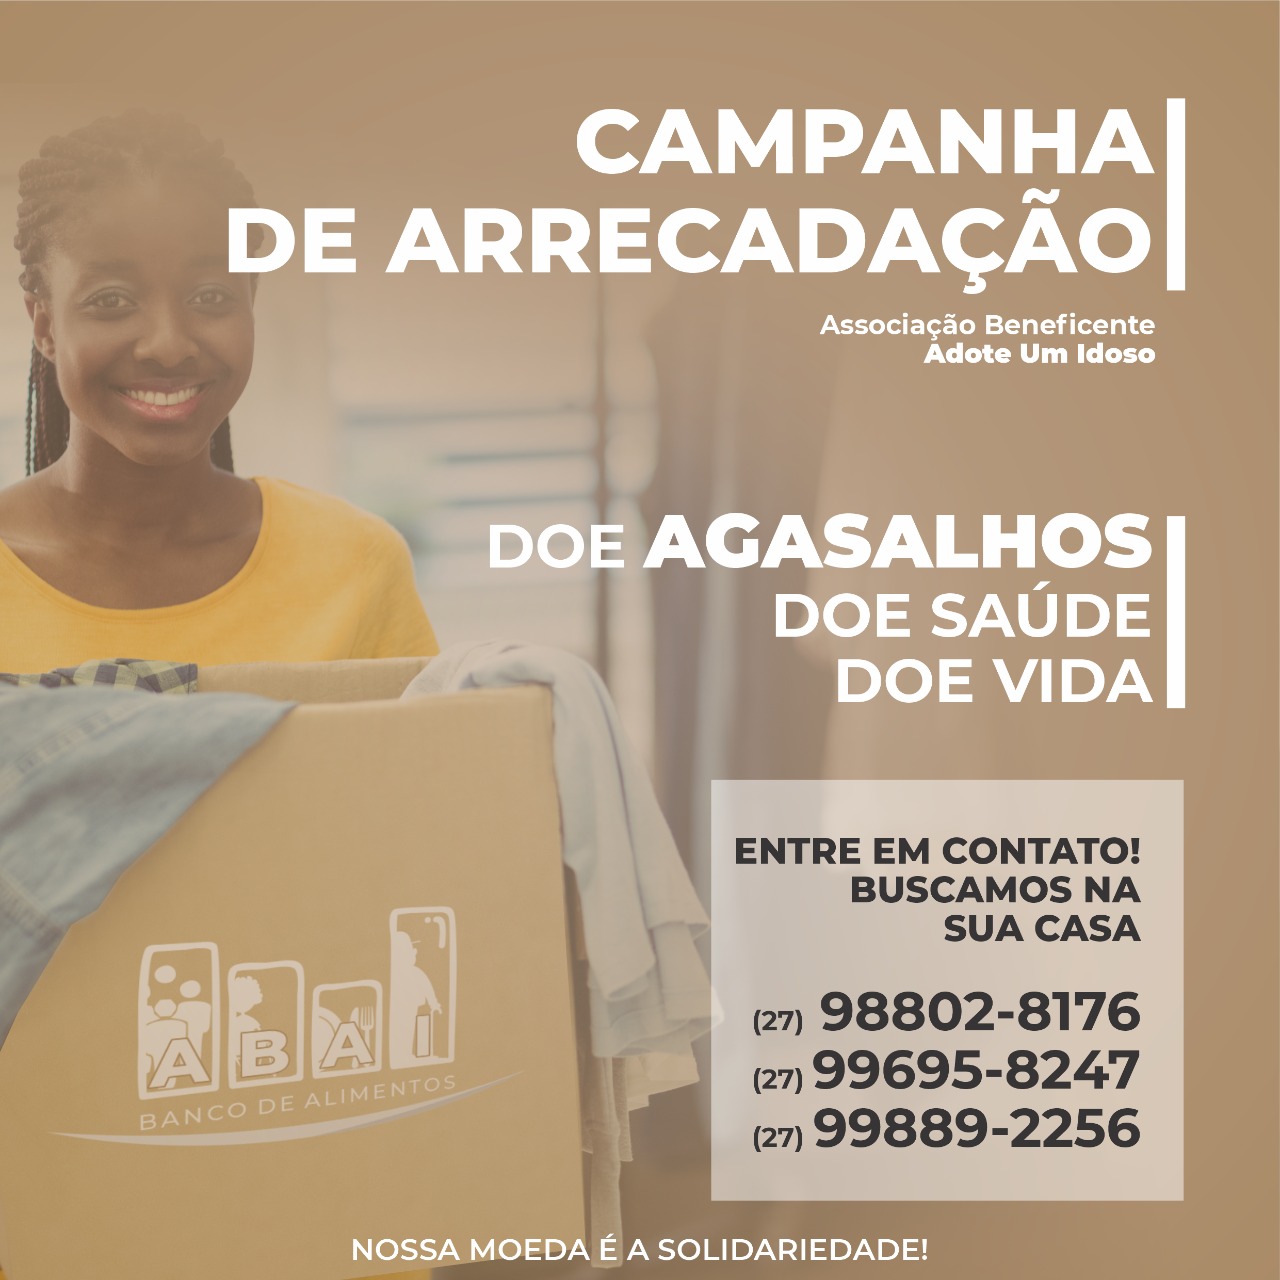 CAMPANHA
DE ARRECADAÇÃO
Associação Beneficente
Adote Um Idoso
DOE AGASALHOS
DOE SAÚDE
DOE VIDA
ENTRE EM CONTATO!
BUSCAMOS NA
SUA CASA
(27) 98802-8176
(27) 99695-8247
(27) 99889-2256
A B A I
BANCO DE ALIMENTOS
NOSSA MOEDA É A SOLIDARIEDADE!